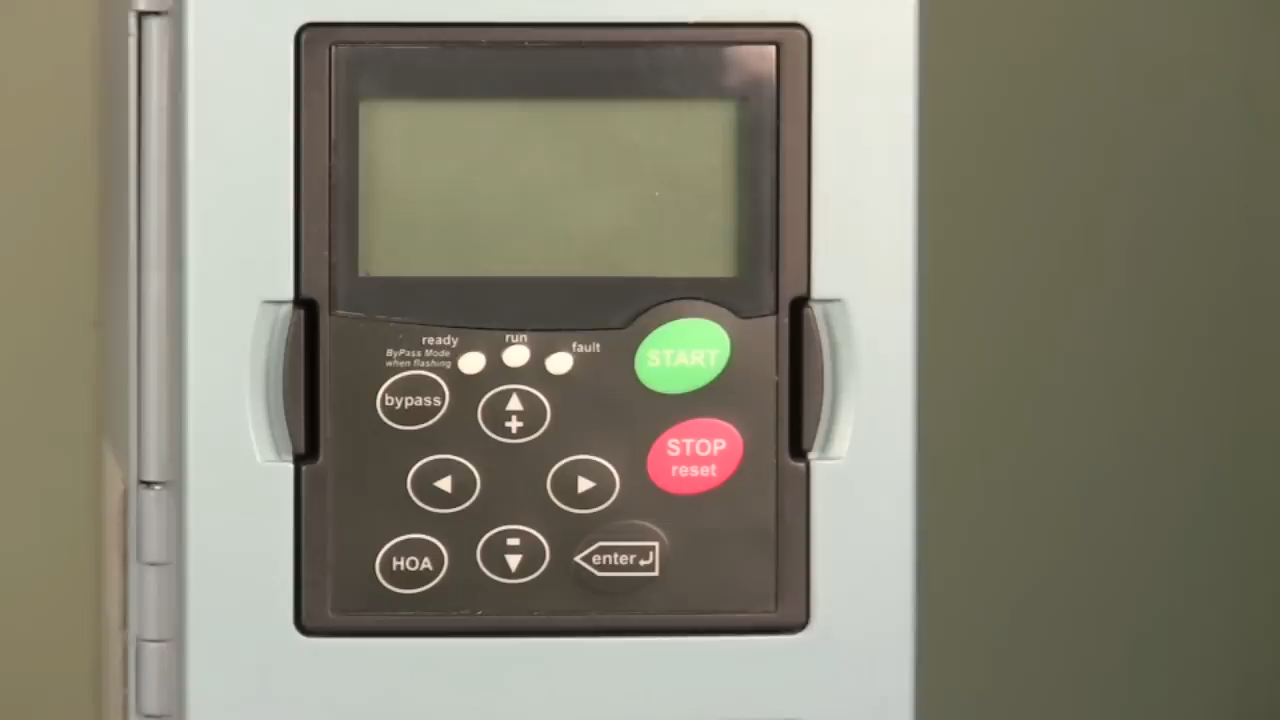 ready
run
fault
ByPass Mode
when flashing
START
bypass
+
STOP
reset
-
HOA
enter